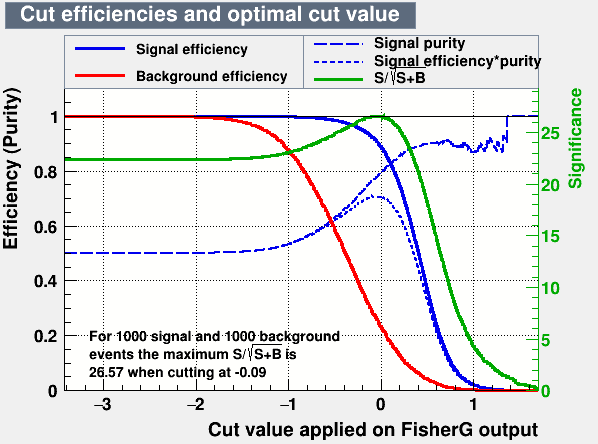 Cut efficiencies and optimal cut value
Signal efficiency
Background efficiency
Signal purity
Signal efficiency*purity
S/√S+B
Efficiency (Purity)
1
0.8
0.6
0.4
0.2
0
25
20
15
10
5
0
Significance
For 1000 signal and 1000 background
events the maximum S/√S+B is
26.57 when cutting at -0.09
−3 −2 −1 0 1
Cut value applied on FisherG output